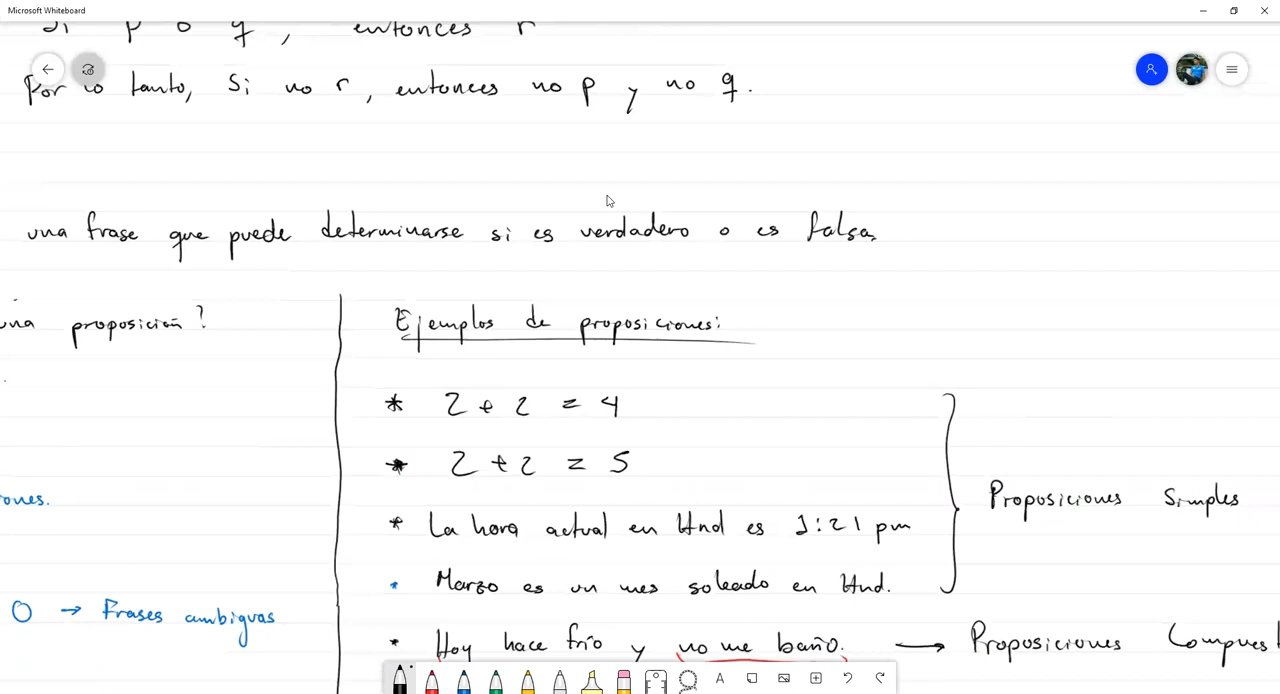 Microsoft Whiteboard
Si p o q, entonces r
Por lo tanto, Si no r, entonces no p y no q.
una frase que puede determinarse si es verdadero o es falsa
una proposición?
Ejemplos de proposiciones:
* 2 + 2 = 4
* 2 + 2 = 5
* La hora actual en Hnd es 1:21 pm
Proposiciones Simples
ones.
* Marzo es un mes soleado en Hnd.
O → Frases ambiguas
* Hoy hace frío y no me baño. → Proposiciones Compuest